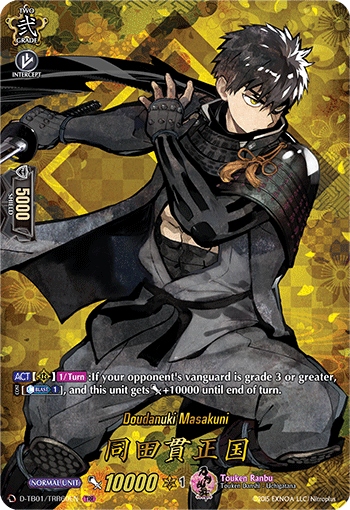 TWO
弐
GRADE
INTERCEPT
5000
SHIELD
ACT 1/Turn :If your opponent's vanguard is grade 3 or greater,
COST [ BLAST 1 ], and this unit gets +10000 until end of turn.
Doudanuki Masakuni
同田貫正国
NORMAL UNIT
10000 1
Touken Ranbu
Touken Danshi Uchigatana
D-TB01/
©2015 EXNOA LLC/Nitroplus